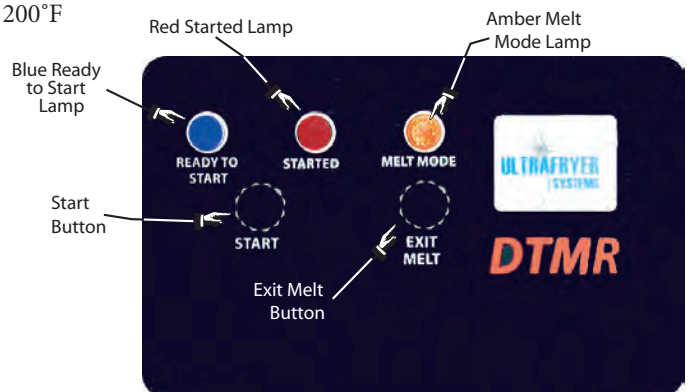 200˚F
Red Started Lamp
Amber Melt
Mode Lamp
Blue Ready
to Start
Lamp
READY TO
START
STARTED
MELT MODE
ULTRAFRYER
SYSTEMS
Start
Button
START
EXIT
MELT
DTMR
Exit Melt
Button